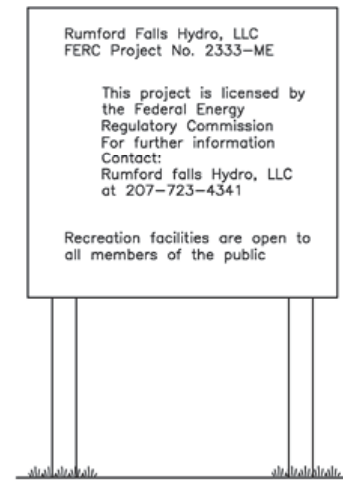 Rumford Falls Hydro, LLC
FERC Project No. 2333-ME
This project is licensed by
the Federal Energy
Regulatory Commission
For further information
Contact:
Rumford falls Hydro, LLC
at 207-723-4341
Recreation facilities are open to
all members of the public